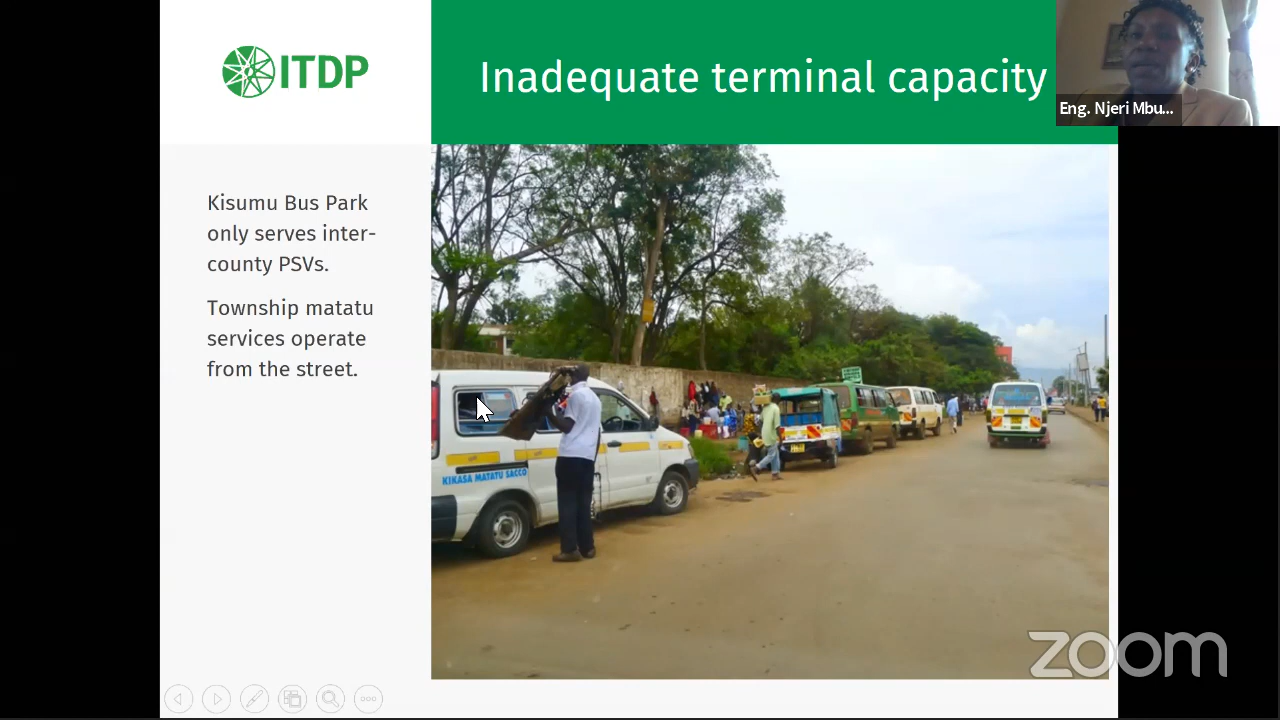 ITDP
Inadequate terminal capacity
Eng. Njeri Mbu...
Kisumu Bus Park
only serves inter-
county PSVs.
Township matatu
services operate
from the street.
KIKASA MATATU SACCO
zoom